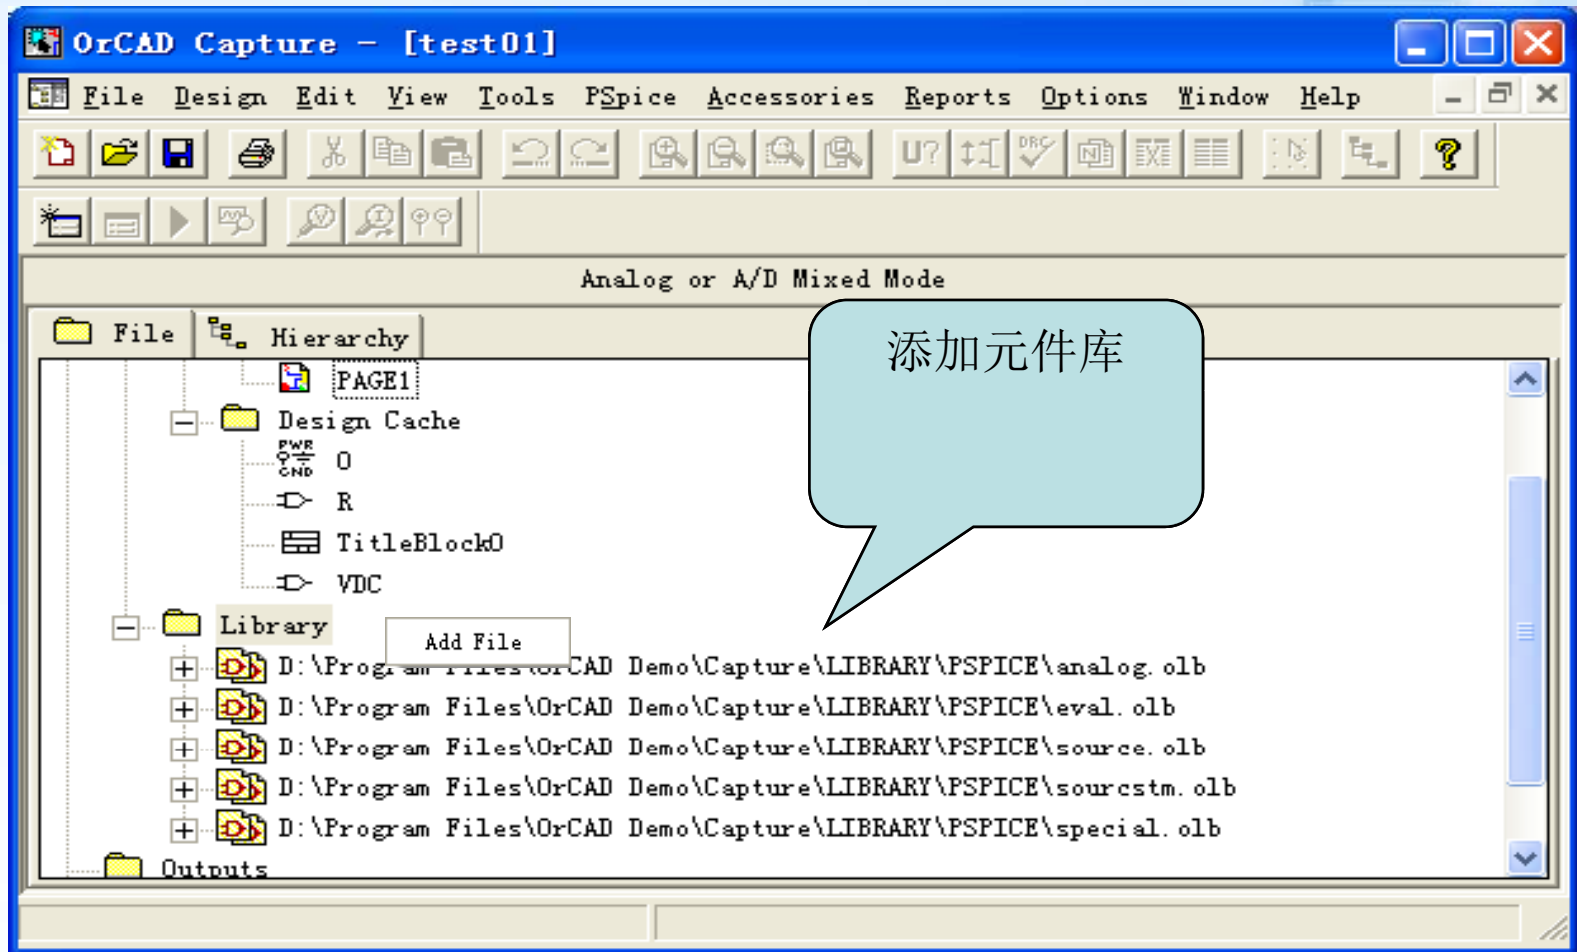 OrCAD Capture - [test01]
File Design Edit View Tools PSpice Accessories Reports Options Window Help
U? DRC
Analog or A/D Mixed Mode
File Hierarchy
添加元件库
PAGE1
Design Cache
PWR
GND
0
R
TitleBlock0
VDC
Library
Add File
D:\Program Files\OrCAD Demo\Capture\LIBRARY\PSPICE\analog.olb
D:\Program Files\OrCAD Demo\Capture\LIBRARY\PSPICE\eval.olb
D:\Program Files\OrCAD Demo\Capture\LIBRARY\PSPICE\source.olb
D:\Program Files\OrCAD Demo\Capture\LIBRARY\PSPICE\sourcstm.olb
D:\Program Files\OrCAD Demo\Capture\LIBRARY\PSPICE\special.olb
Outputs